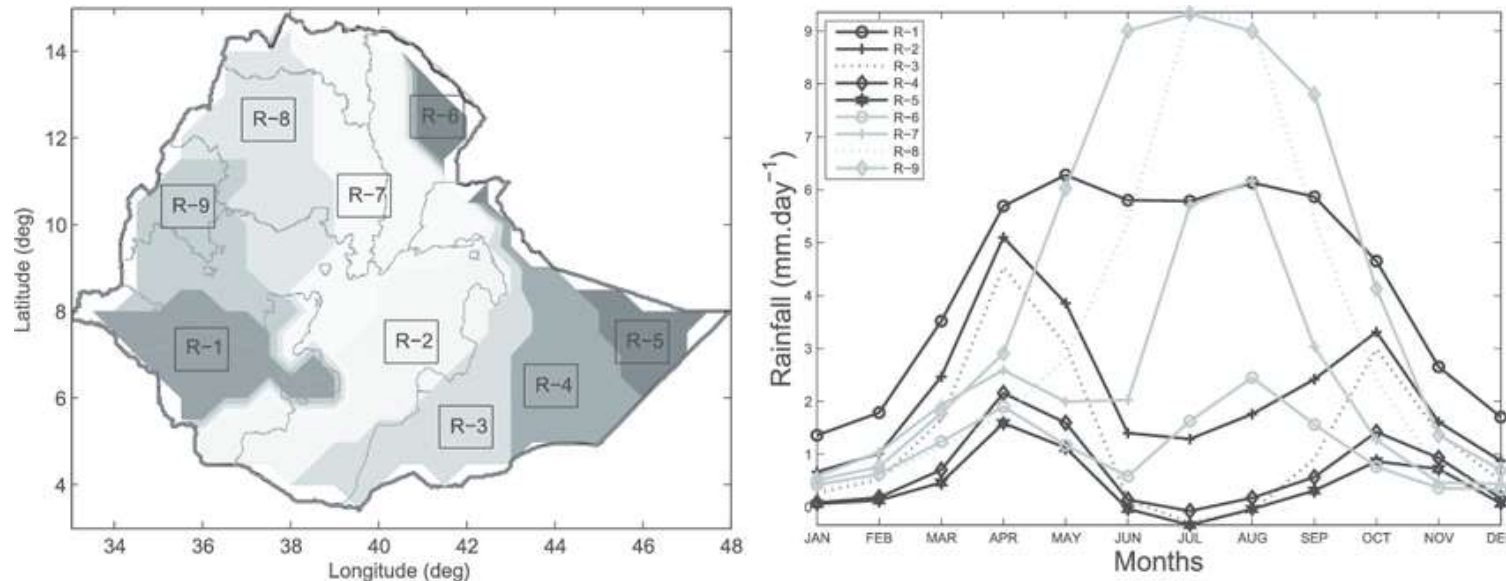 14
12
10
8
6
4
Latitude (deg)
R-8
R-6
R-9
R-7
R-1
R-2
R-5
R-4
R-3
34
36
38
40
42
44
46
48
Longitude (deg)
9
8
7
6
5
4
3
2
1
0
Rainfall (mm.day⁻¹)
R-1
R-2
R-3
R-4
R-5
R-6
R-7
R-8
R-9
JAN
FEB
MAR
APR
MAY
JUN
JUL
AUG
SEP
OCT
NOV
DE
Months